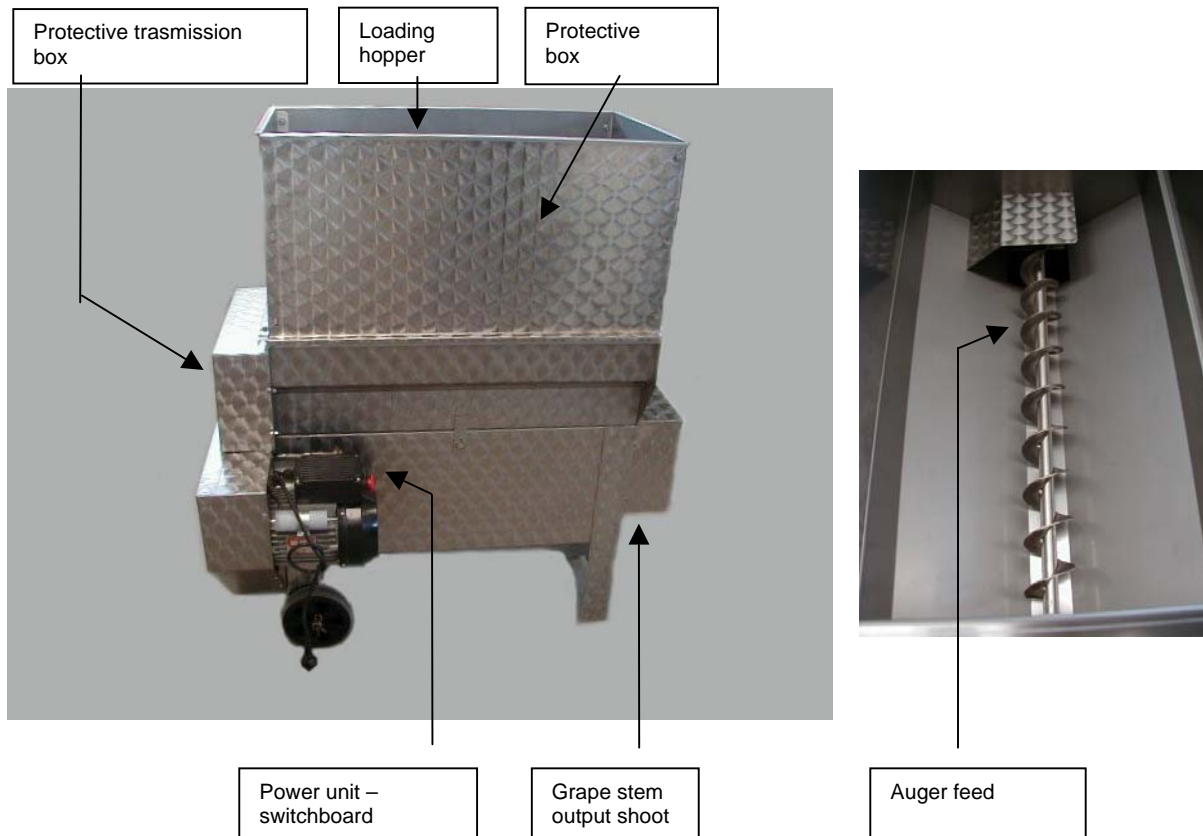 Protective trasmission
box
Loading
hopper
Protective
box
Power unit –
switchboard
Grape stem
output shoot
Auger feed